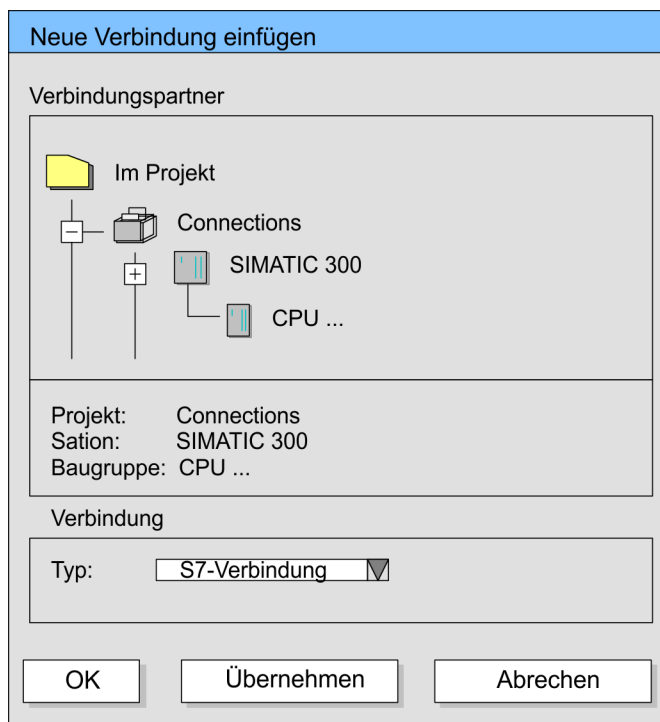 Neue Verbindung einfügen
Verbindungspartner
Im Projekt
Connections
SIMATIC 300
CPU ...
Projekt: Connections
Sation: SIMATIC 300
Baugruppe: CPU ...
Verbindung
Typ: S7-Verbindung
OK Übernehmen Abrechen